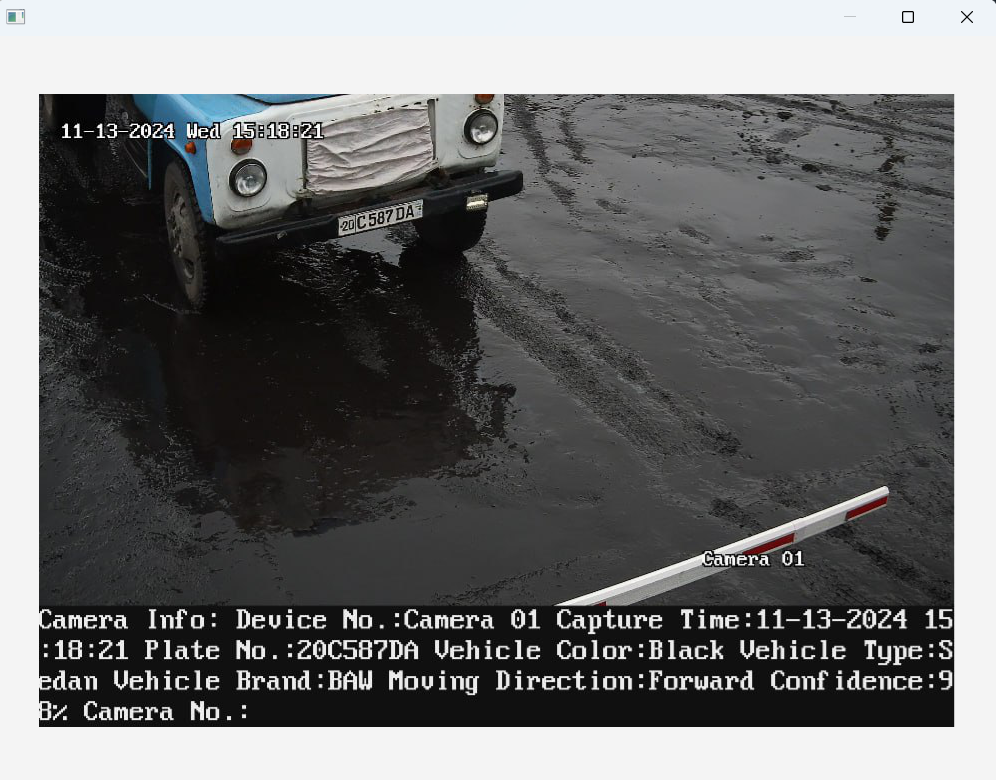 11-13-2024 Wed 15:18:21
20 C 587 DA
Camera 01
Camera Info: Device No.:Camera 01 Capture Time:11-13-2024 15
:18:21 Plate No.:20C587DA Vehicle Color:Black Vehicle Type:S
edan Vehicle Brand:BAW Moving Direction:Forward Confidence:9
8% Camera No.: